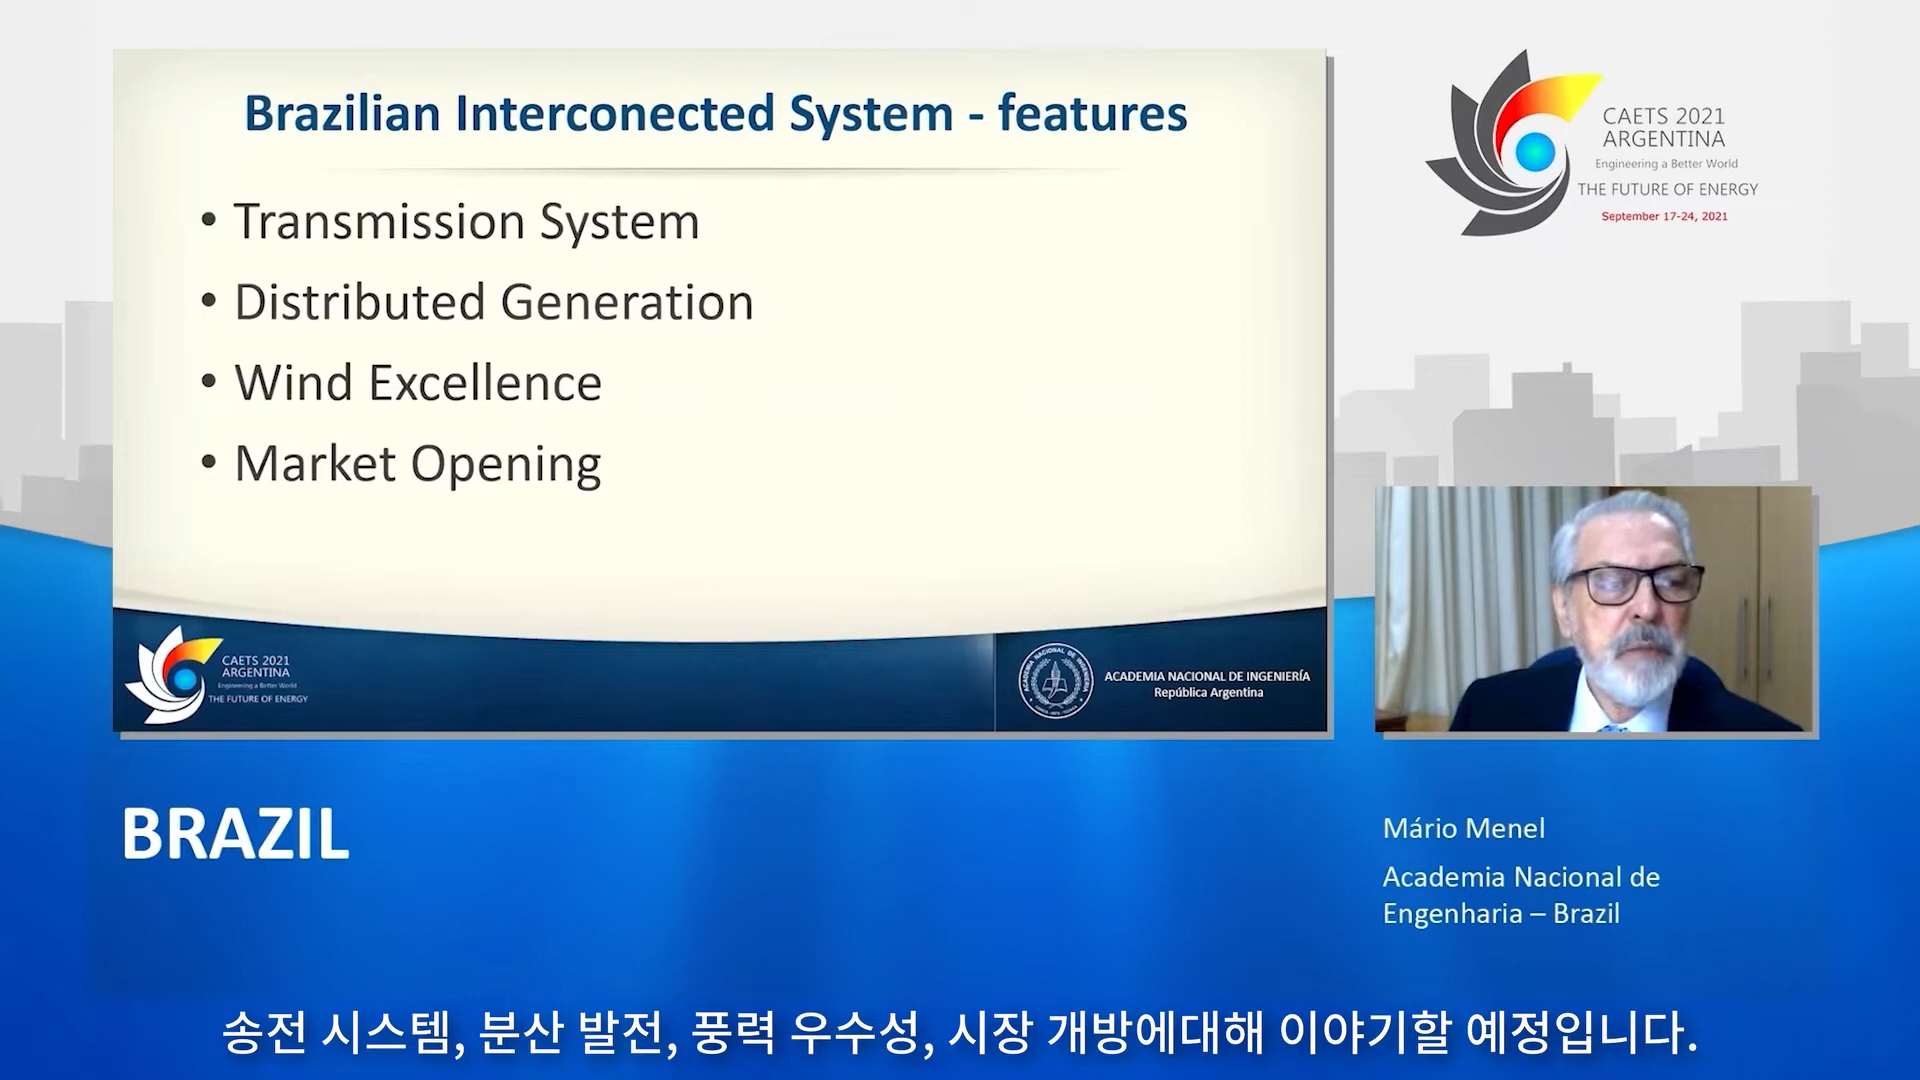 Brazilian Interconected System - features
• Transmission System
• Distributed Generation
• Wind Excellence
• Market Opening
CAETS 2021
ARGENTINA
Engineering a Better World
THE FUTURE OF ENERGY
ACADEMIA NACIONAL DE INGENIERÍA
República Argentina
CAETS 2021
ARGENTINA
Engineering a Better World
THE FUTURE OF ENERGY
September 17-24, 2021
BRAZIL
Mário Menel
Academia Nacional de
Engenharia – Brazil
송전 시스템, 분산 발전, 풍력 우수성, 시장 개방에대해 이야기할 예정입니다.